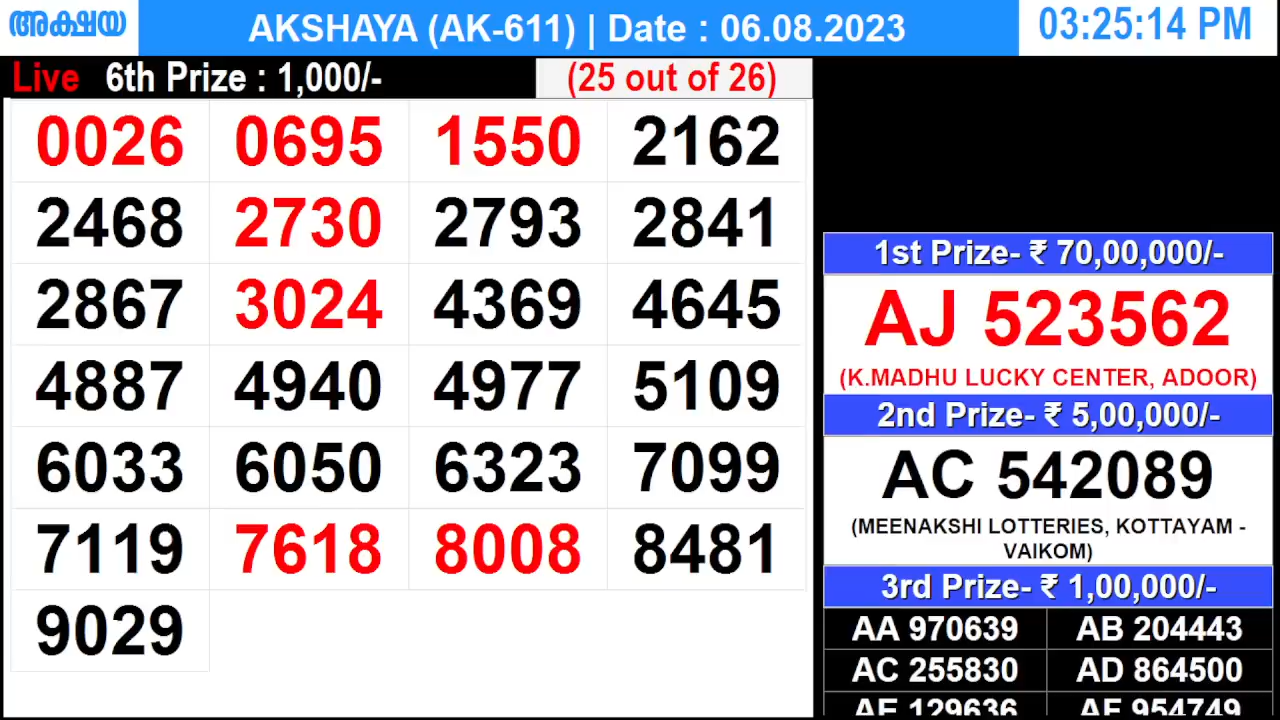 അക്ഷയ
AKSHAYA (AK-611) | Date : 06.08.2023
03:25:14 PM
Live 6th Prize : 1,000/- (25 out of 26)
0026 0695 1550 2162
2468 2730 2793 2841
2867 3024 4369 4645
4887 4940 4977 5109
6033 6050 6323 7099
7119 7618 8008 8481
9029
1st Prize- ₹ 70,00,000/-
AJ 523562
(K.MADHU LUCKY CENTER, ADOOR)
2nd Prize- ₹ 5,00,000/-
AC 542089
(MEENAKSHI LOTTERIES, KOTTAYAM -
VAIKOM)
3rd Prize- ₹ 1,00,000/-
AA 970639 AB 204443
AC 255830 AD 864500
AE 129636 AF 954749